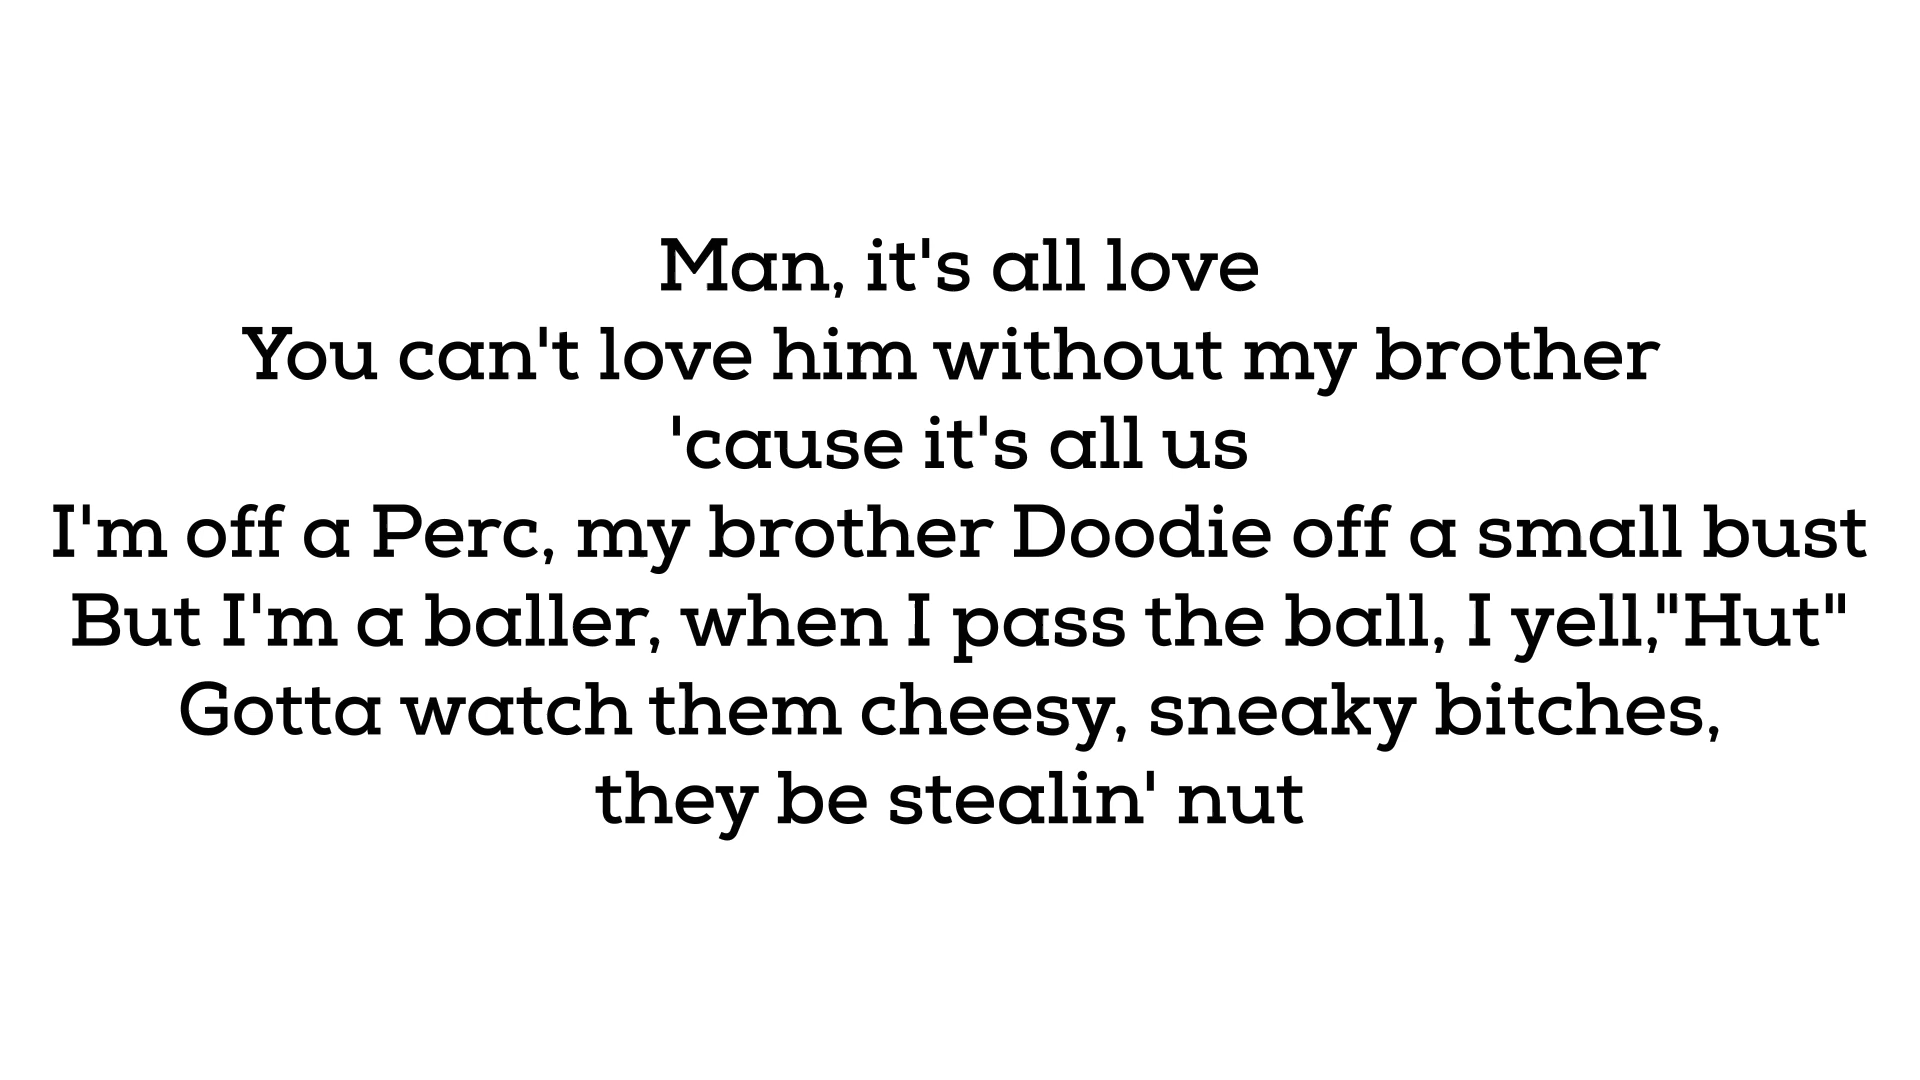 Man, it's all love
You can't love him without my brother
'cause it's all us
I'm off a Perc, my brother Doodie off a small bust
But I'm a baller, when I pass the ball, I yell,"Hut"
Gotta watch them cheesy, sneaky bitches,
they be stealin' nut